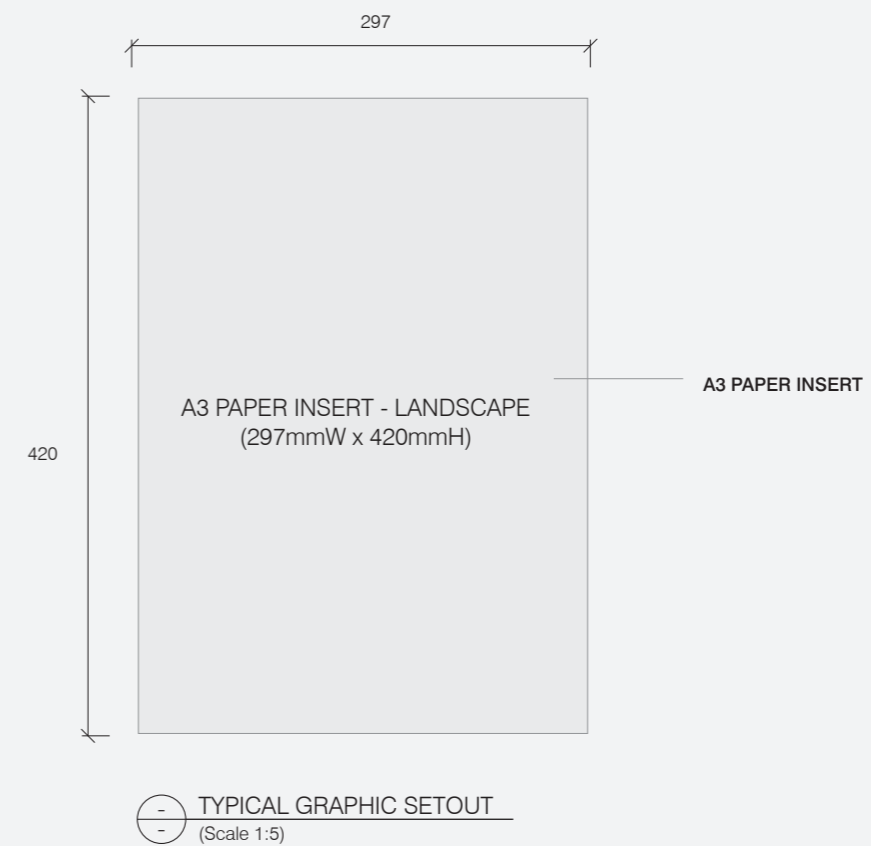 297
A3 PAPER INSERT
A3 PAPER INSERT - LANDSCAPE
(297mmW x 420mmH)
420
-
-
TYPICAL GRAPHIC SETOUT
(Scale 1:5)